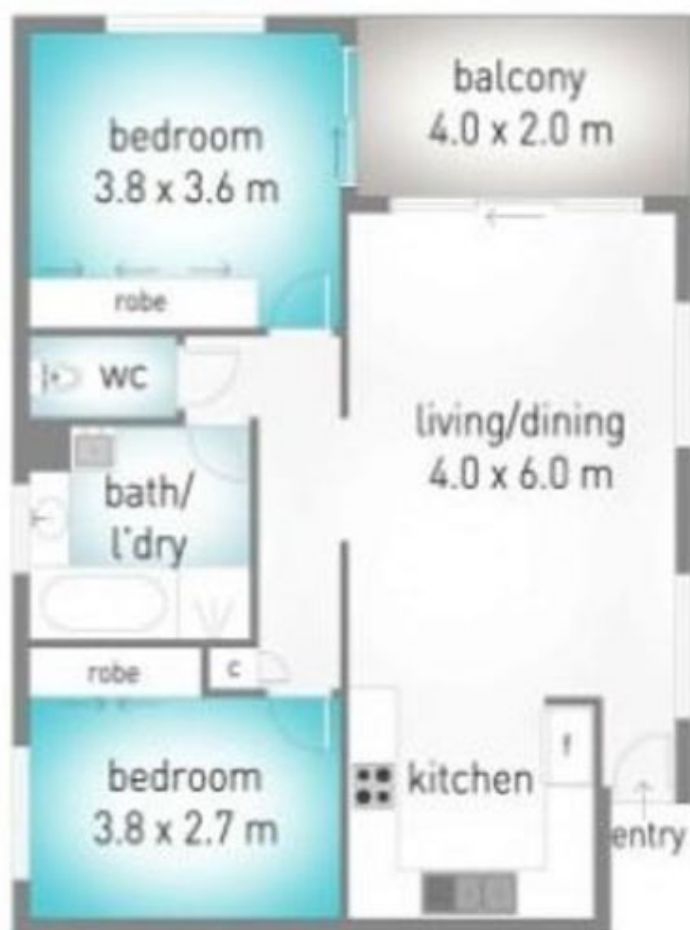 balcony
4.0 x 2.0 m
bedroom
3.8 x 3.6 m
robe
wc
living/dining
4.0 x 6.0 m
bath/
l'dry
robe
c
bedroom
3.8 x 2.7 m
kitchen
f
entry